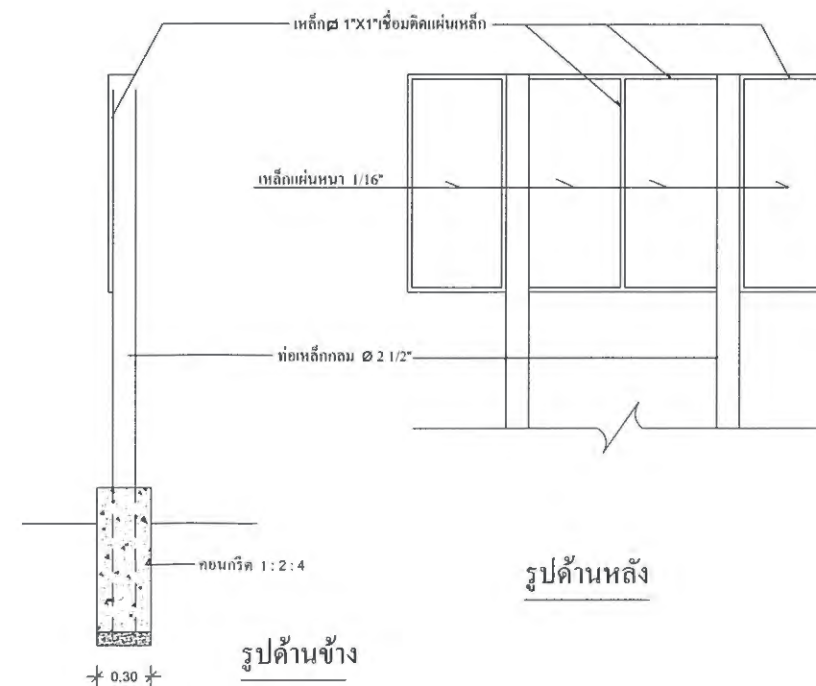 เหล็ก 1"X1"เชื่อมติดแผ่นเหล็ก
เหล็กแผ่นหนา 1/16"
ท่อเหล็กกลม Ø 2 1/2"
คอนกรีต 1 : 2 : 4
รูปด้านหลัง
รูปด้านข้าง
0.30